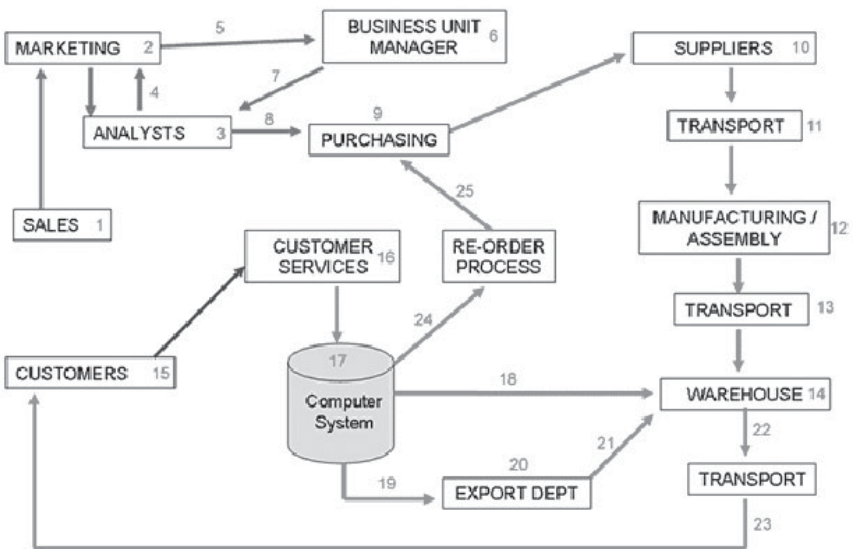 5
BUSINESS UNIT
MANAGER 6
MARKETING 2
SUPPLIERS 10
7
4
9
8
ANALYSTS 3
PURCHASING
TRANSPORT 11
25
SALES 1
MANUFACTURING /
ASSEMBLY 12
CUSTOMER
SERVICES 16
RE-ORDER
PROCESS
TRANSPORT 13
24
17
CUSTOMERS 15
18
WAREHOUSE 14
Computer
System
21
22
20
19
EXPORT DEPT
TRANSPORT
23